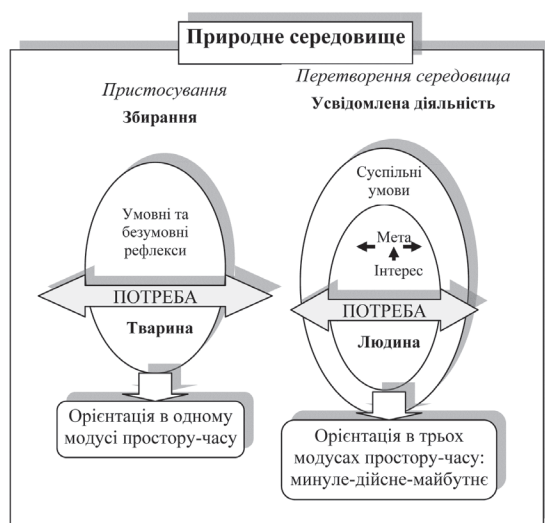 Природне середовище
Пристосування
Збирання
Умовні та
безумовні
рефлекси
ПОТРЕБА
Тварина
Орієнтація в одному
модусі простору-часу
Перетворення середовища
Усвідомлена діяльність
Суспільні
умови
Мета
Інтерес
ПОТРЕБА
Людина
Орієнтація в трьох
модусах простору-часу:
минуле-дійсне-майбутнє